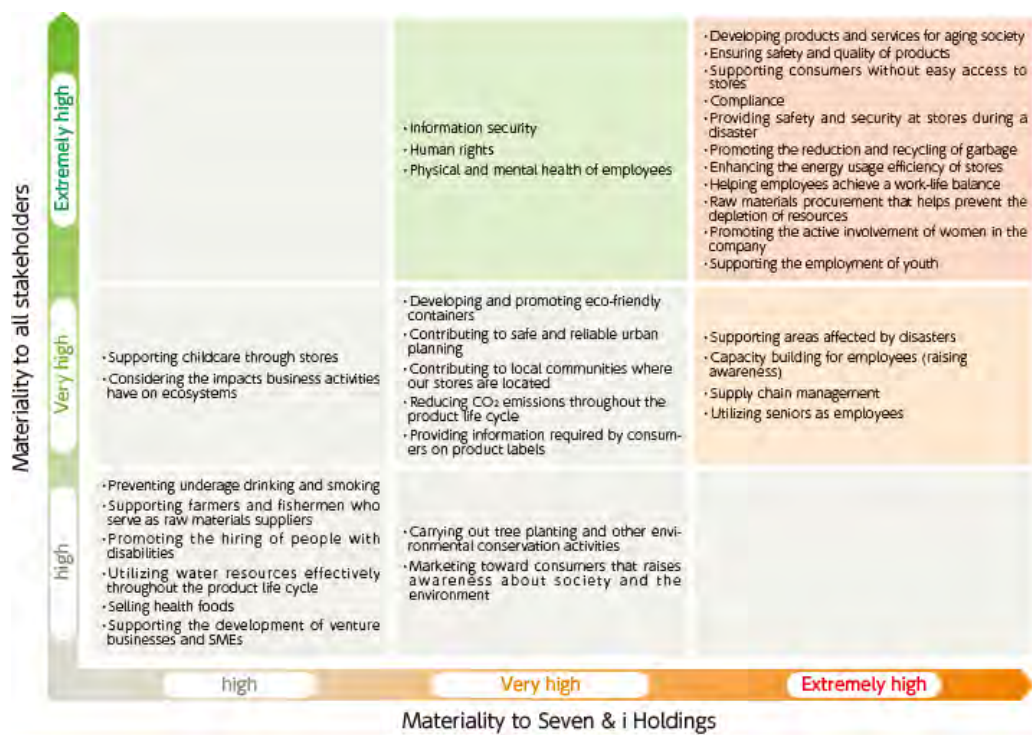 Materiality to all stakeholders
Extremely high
Very high
high
·Information security
·Human rights
·Physical and mental health of employees
·Developing products and services for aging society
·Ensuring safety and quality of products
·Supporting consumers without easy access to
stores
·Compliance
·Providing safety and security at stores during a
disaster
·Promoting the reduction and recycling of garbage
·Enhancing the energy usage efficiency of stores
·Helping employees achieve a work-life balance
·Raw materials procurement that helps prevent the
depletion of resources
·Promoting the active involvement of women in the
company
·Supporting the employment of youth
·Supporting childcare through stores
·Considering the impacts business activities
have on ecosystems
·Developing and promoting eco-friendly
containers
·Contributing to safe and reliable urban
planning
·Contributing to local communities where
our stores are located
·Reducing CO₂ emissions throughout the
product life cycle
·Providing information required by consum-
ers on product labels
·Supporting areas affected by disasters
·Capacity building for employees (raising
awareness)
·Supply chain management
·Utilizing seniors as employees
·Preventing underage drinking and smoking
·Supporting farmers and fishermen who
serve as raw materials suppliers
·Promoting the hiring of people with
disabilities
·Utilizing water resources effectively
throughout the product life cycle
·Selling health foods
·Supporting the development of venture
businesses and SMEs
·Carrying out tree planting and other envi-
ronmental conservation activities
·Marketing toward consumers that raises
awareness about society and the
environment
high
Very high
Extremely high
Materiality to Seven & i Holdings